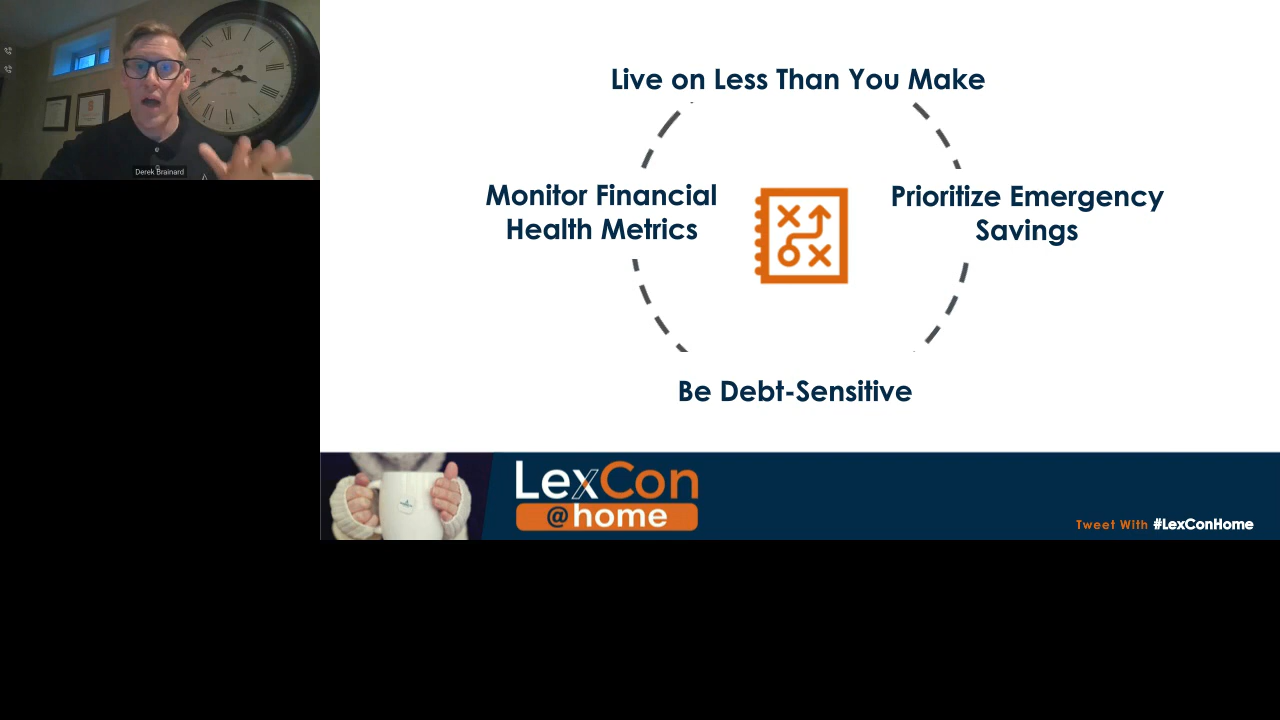 Derek Brainard
Live on Less Than You Make
Monitor Financial
Health Metrics
Prioritize Emergency
Savings
Be Debt-Sensitive
LexCon
@home
Tweet With #LexConHome